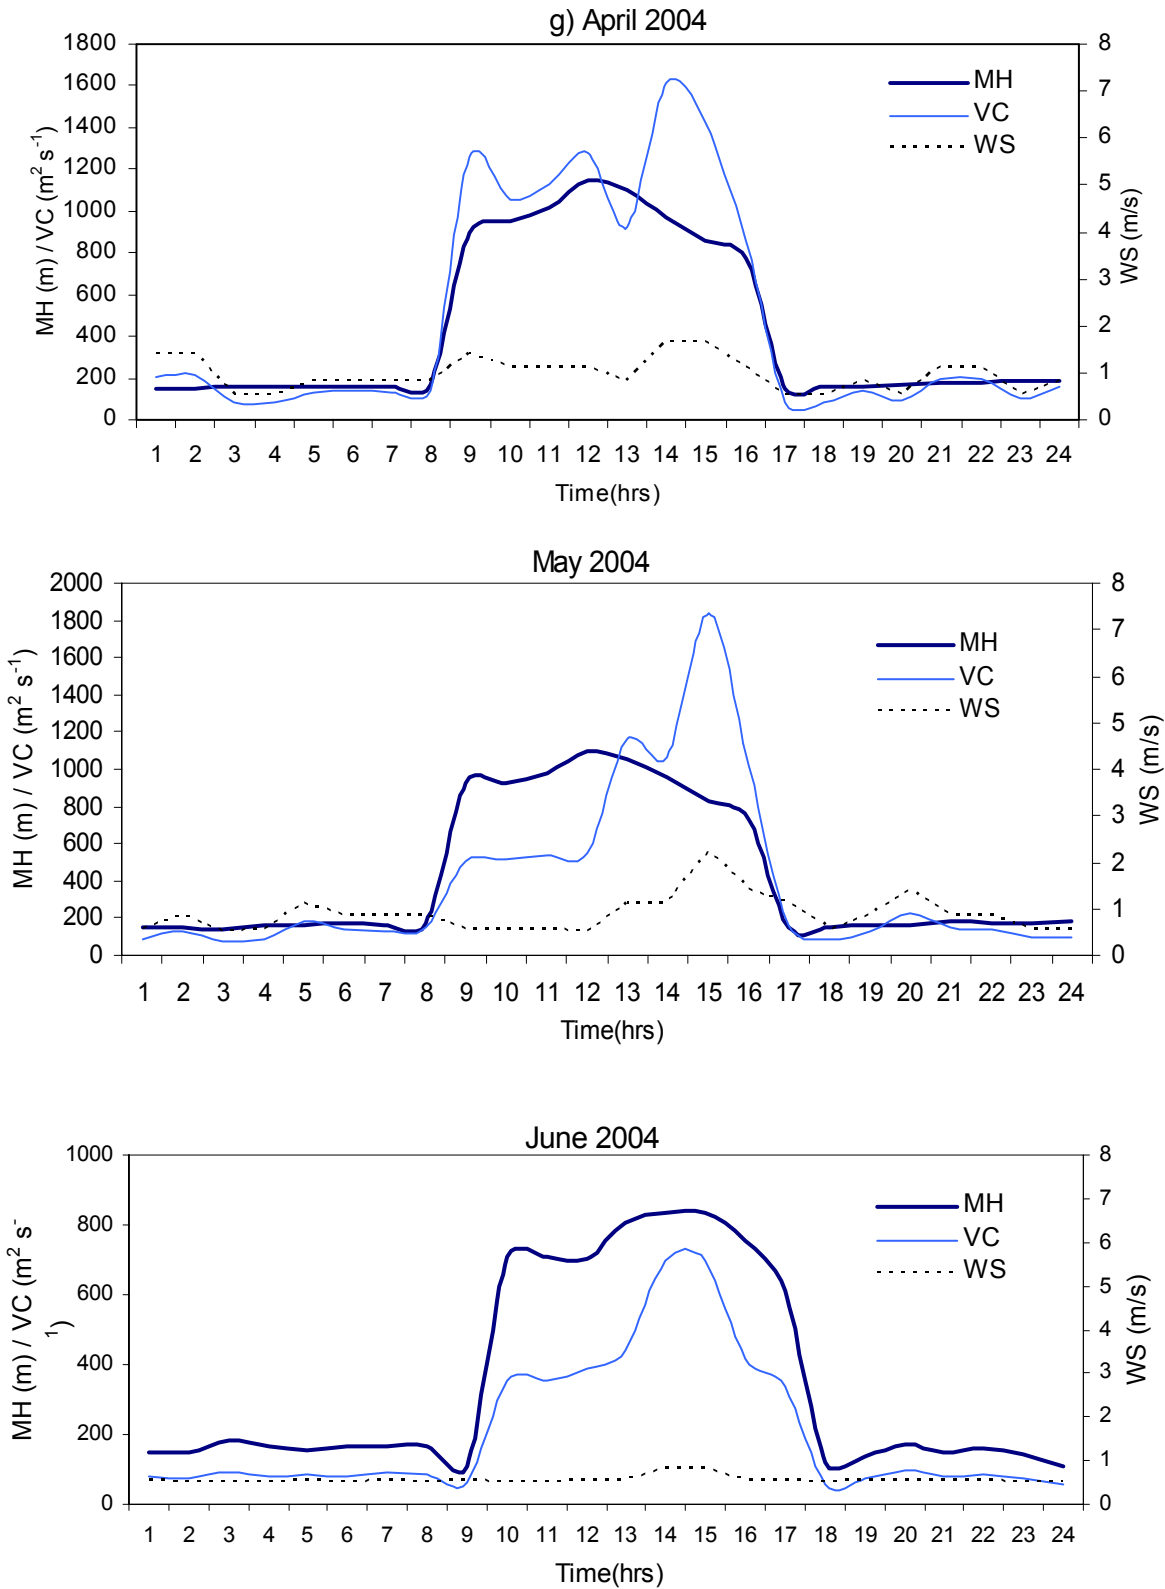 g) April 2004
1800
1600
1400
1200
1000
800
600
400
200
0
MH (m) / VC (m² s⁻¹)
8
7
6
5
4
3
2
1
0
WS (m/s)
MH
VC
WS
1 2 3 4 5 6 7 8 9 10 11 12 13 14 15 16 17 18 19 20 21 22 23 24
Time(hrs)
May 2004
2000
1800
1600
1400
1200
1000
800
600
400
200
0
MH (m) / VC (m² s⁻¹)
8
7
6
5
4
3
2
1
0
WS (m/s)
MH
VC
WS
1 2 3 4 5 6 7 8 9 10 11 12 13 14 15 16 17 18 19 20 21 22 23 24
Time(hrs)
June 2004
1000
800
600
400
200
0
MH (m) / VC (m² s⁻
¹)
8
7
6
5
4
3
2
1
0
WS (m/s)
MH
VC
WS
1 2 3 4 5 6 7 8 9 10 11 12 13 14 15 16 17 18 19 20 21 22 23 24
Time(hrs)